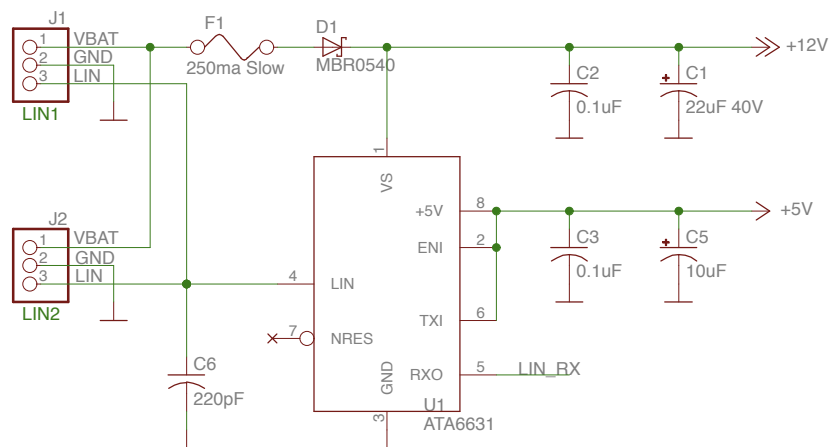 J1
1 VBAT
2 GND
3 LIN
LIN1
F1
250ma Slow
D1
MBR0540
+12V
C2
0.1uF
C1
22uF 40V
J2
1 VBAT
2 GND
3 LIN
LIN2
1
VS
+5V 8
ENI 2
TXI 6
RXO 5 LIN_RX
4 LIN
7 NRES
GND
3
U1
ATA6631
+5V
C3
0.1uF
C5
10uF
C6
220pF